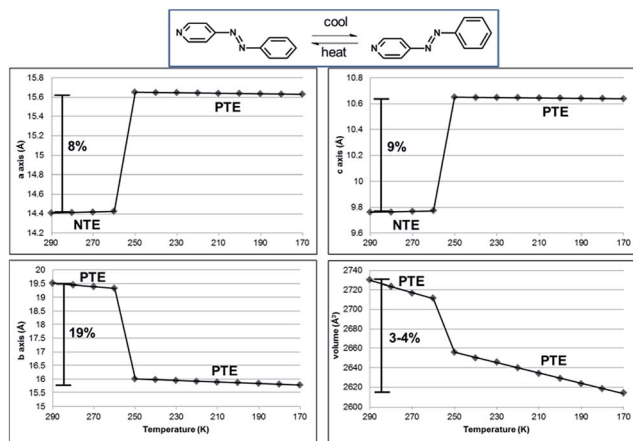 cool
heat
N
N
N
N
N
N
15.8
15.6
15.4
15.2
15
14.8
14.6
14.4
14.2
a axis (Å)
8%
PTE
NTE
290 270 250 230 210 190 170
10.8
10.6
10.4
10.2
10
9.8
9.6
c axis (Å)
9%
PTE
NTE
290 270 250 230 210 190 170
20
19.5
19
18.5
18
17.5
17
16.5
16
15.5
15
b axis (Å)
19%
PTE
PTE
290 270 250 230 210 190 170
Temperature (K)
2740
2720
2700
2680
2660
2640
2620
2600
volume (Å³)
3-4%
PTE
PTE
290 270 250 230 210 190 170
Temperature (K)